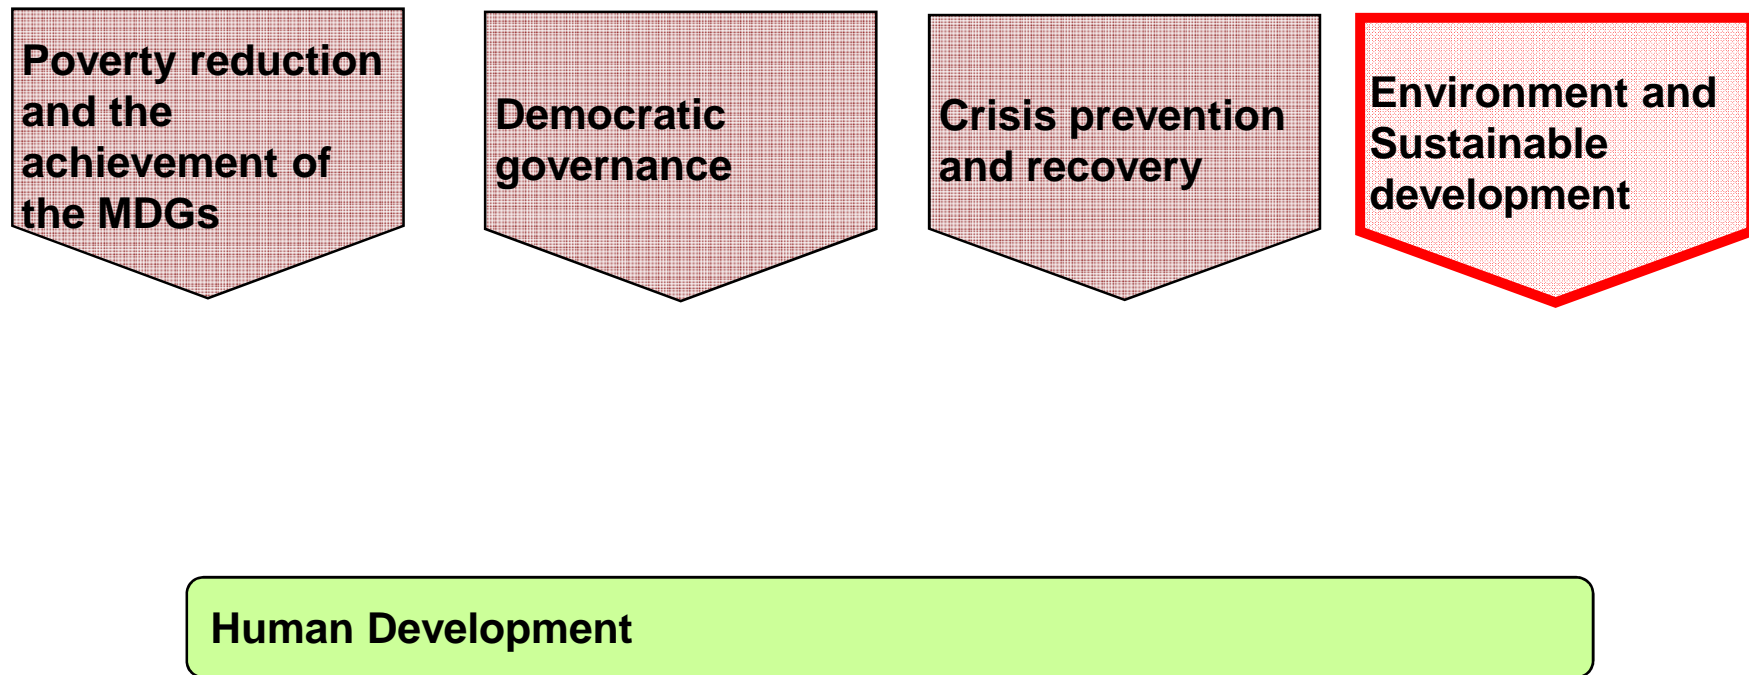 Poverty reduction
and the
achievement of
the MDGs
Democratic
governance
Crisis prevention
and recovery
Environment and
Sustainable
development
Human Development